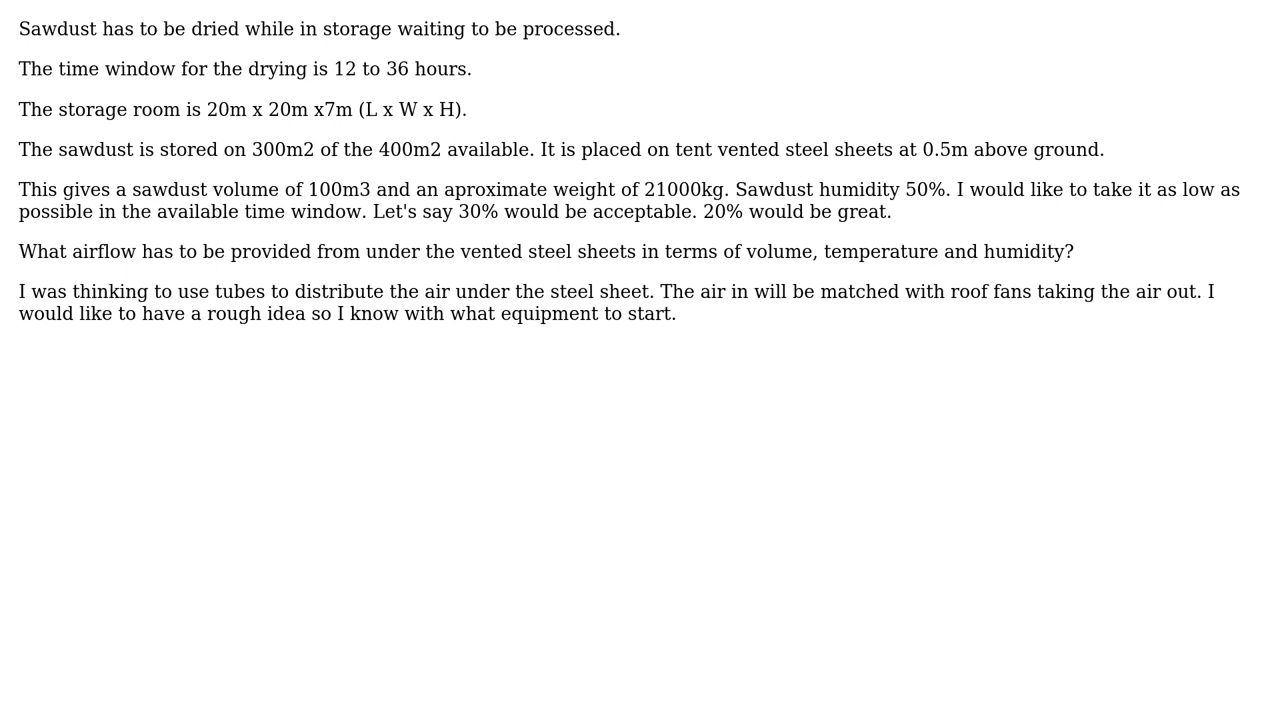 Sawdust has to be dried while in storage waiting to be processed.
The time window for the drying is 12 to 36 hours.
The storage room is 20m x 20m x7m (L x W x H).
The sawdust is stored on 300m2 of the 400m2 available. It is placed on tent vented steel sheets at 0.5m above ground.
This gives a sawdust volume of 100m3 and an aproximate weight of 21000kg. Sawdust humidity 50%. I would like to take it as low as
possible in the available time window. Let's say 30% would be acceptable. 20% would be great.
What airflow has to be provided from under the vented steel sheets in terms of volume, temperature and humidity?
I was thinking to use tubes to distribute the air under the steel sheet. The air in will be matched with roof fans taking the air out. I
would like to have a rough idea so I know with what equipment to start.